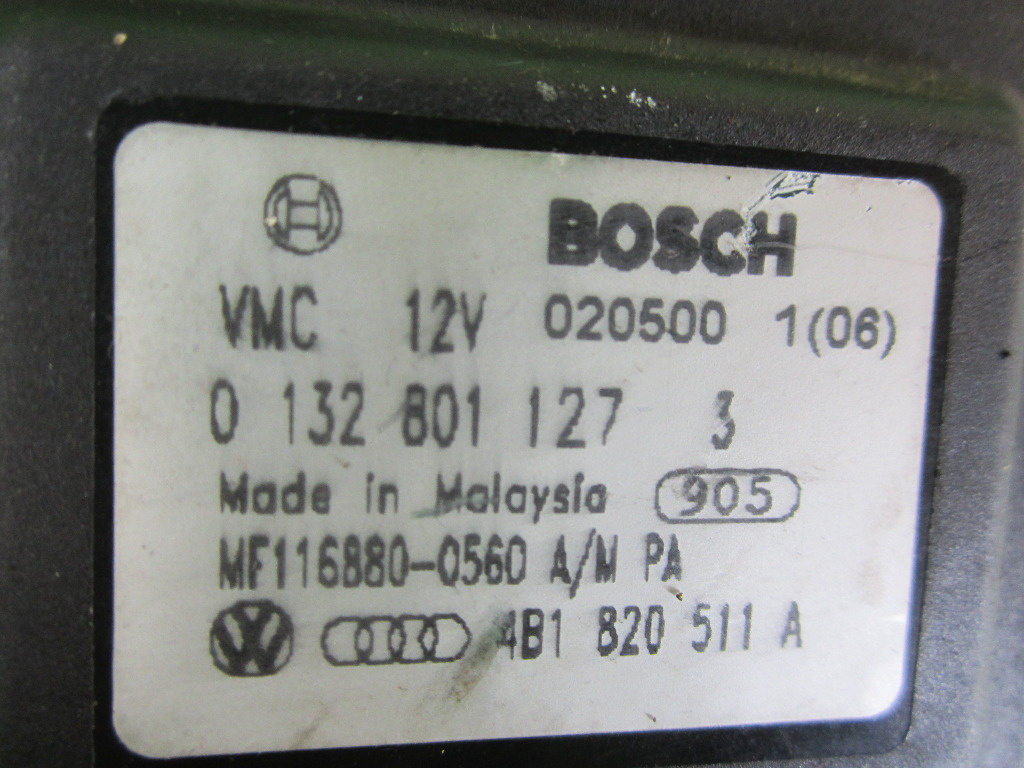 BOSCH
VMC 12V 020500 1(06)
0 132 801 127 3
Made in Malaysia 905
MF116880-0560 A/M PA
VW 4B1 820 511 A